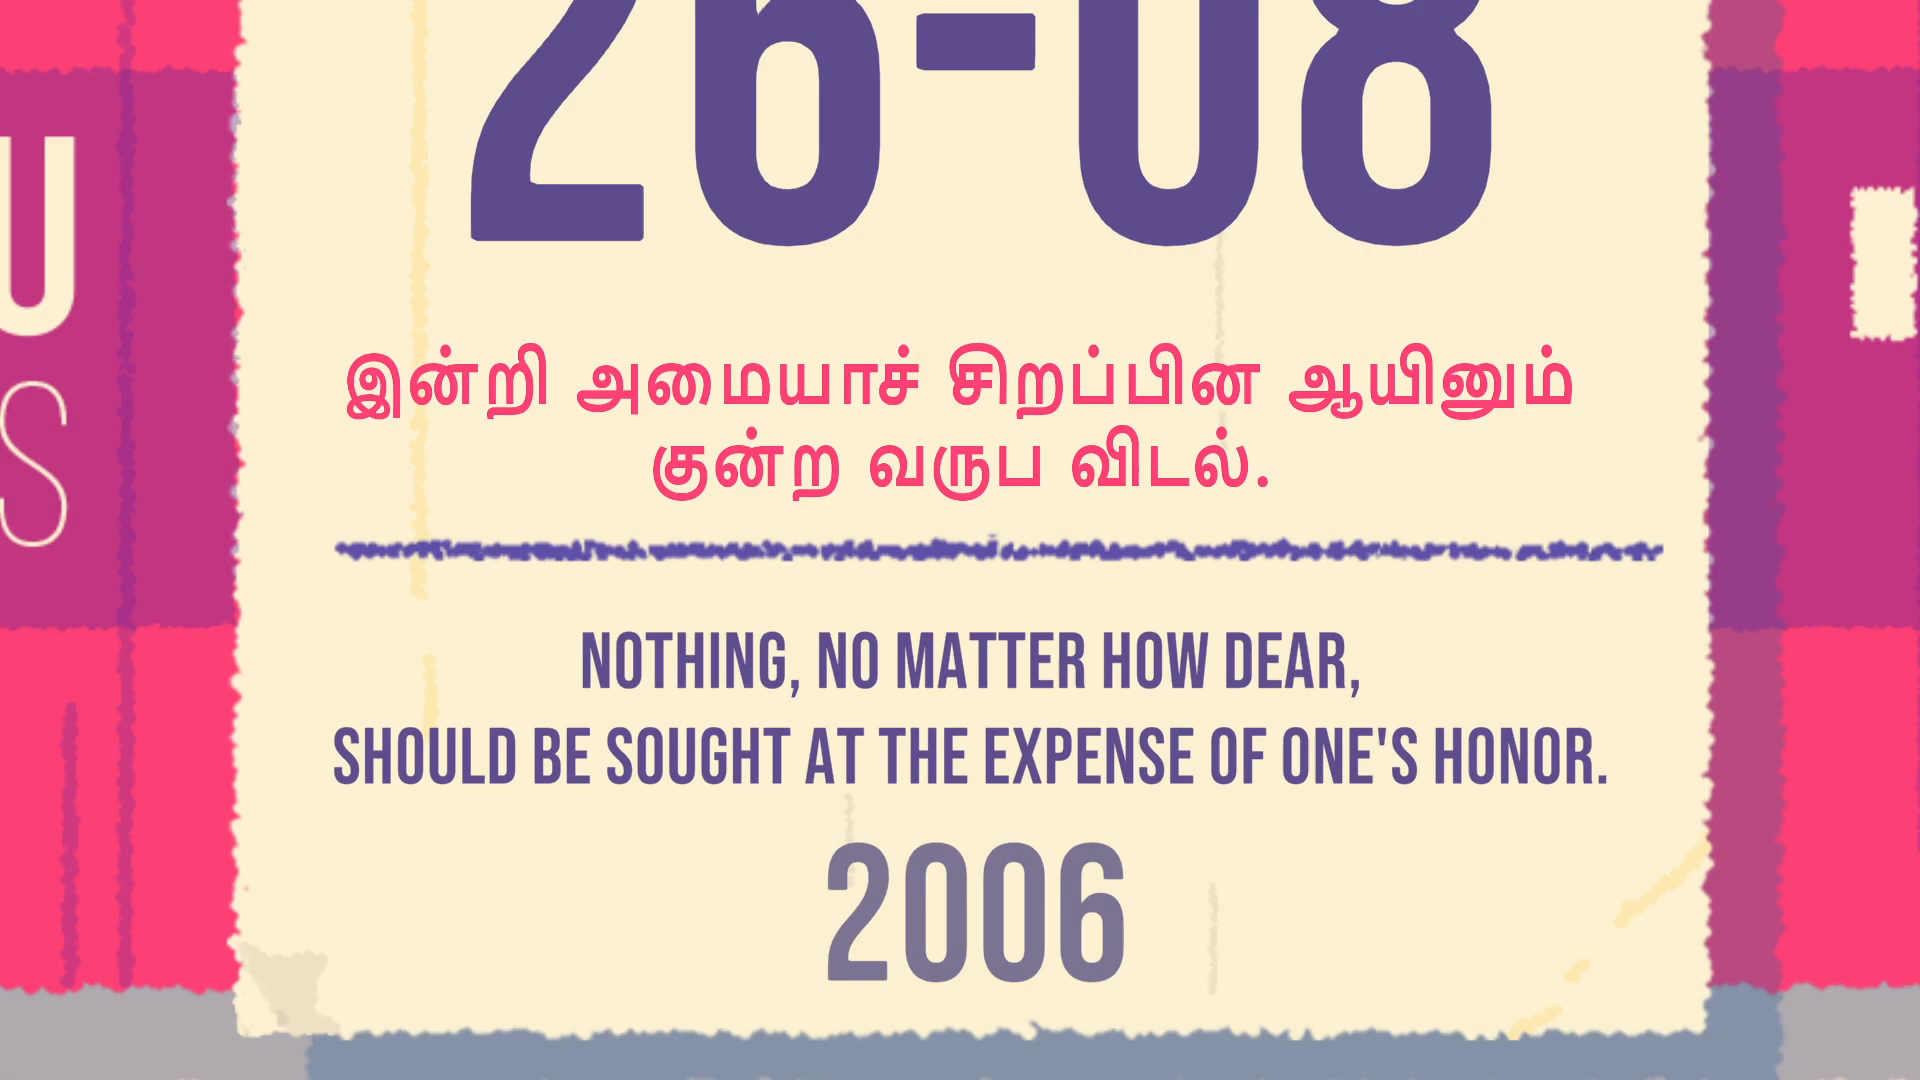 26-08
U
S
இன்றி அமையாச் சிறப்பின ஆயினும்
குன்ற வருப விடல்.
NOTHING, NO MATTER HOW DEAR,
SHOULD BE SOUGHT AT THE EXPENSE OF ONE'S HONOR.
2006